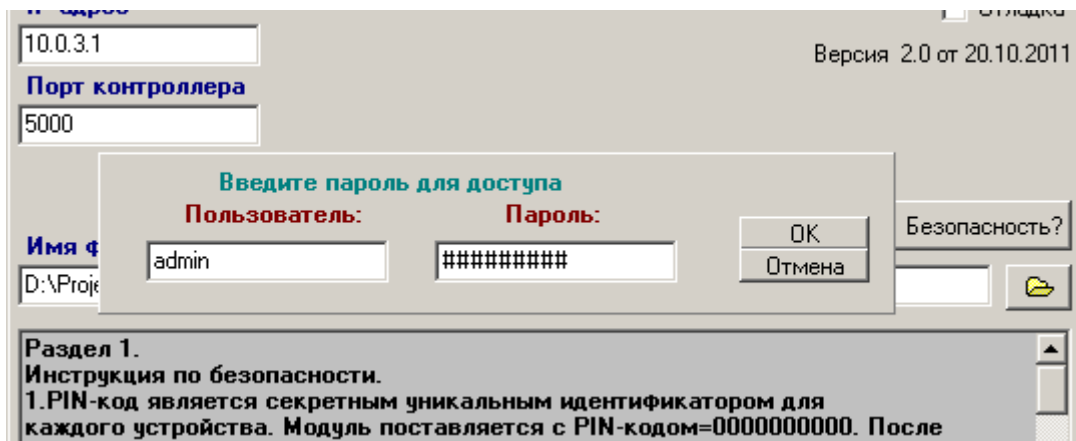 10.0.3.1
Версия 2.0 от 20.10.2011
Порт контроллера
5000
Введите пароль для доступа
Пользователь:
Пароль:
admin
#########
OK
Отмена
Безопасность?
Имя
D:\Proj
Раздел 1.
Инструкция по безопасности.
1.PIN-код является секретным уникальным идентификатором для
каждого устройства. Модуль поставляется с PIN-кодом=0000000000. После